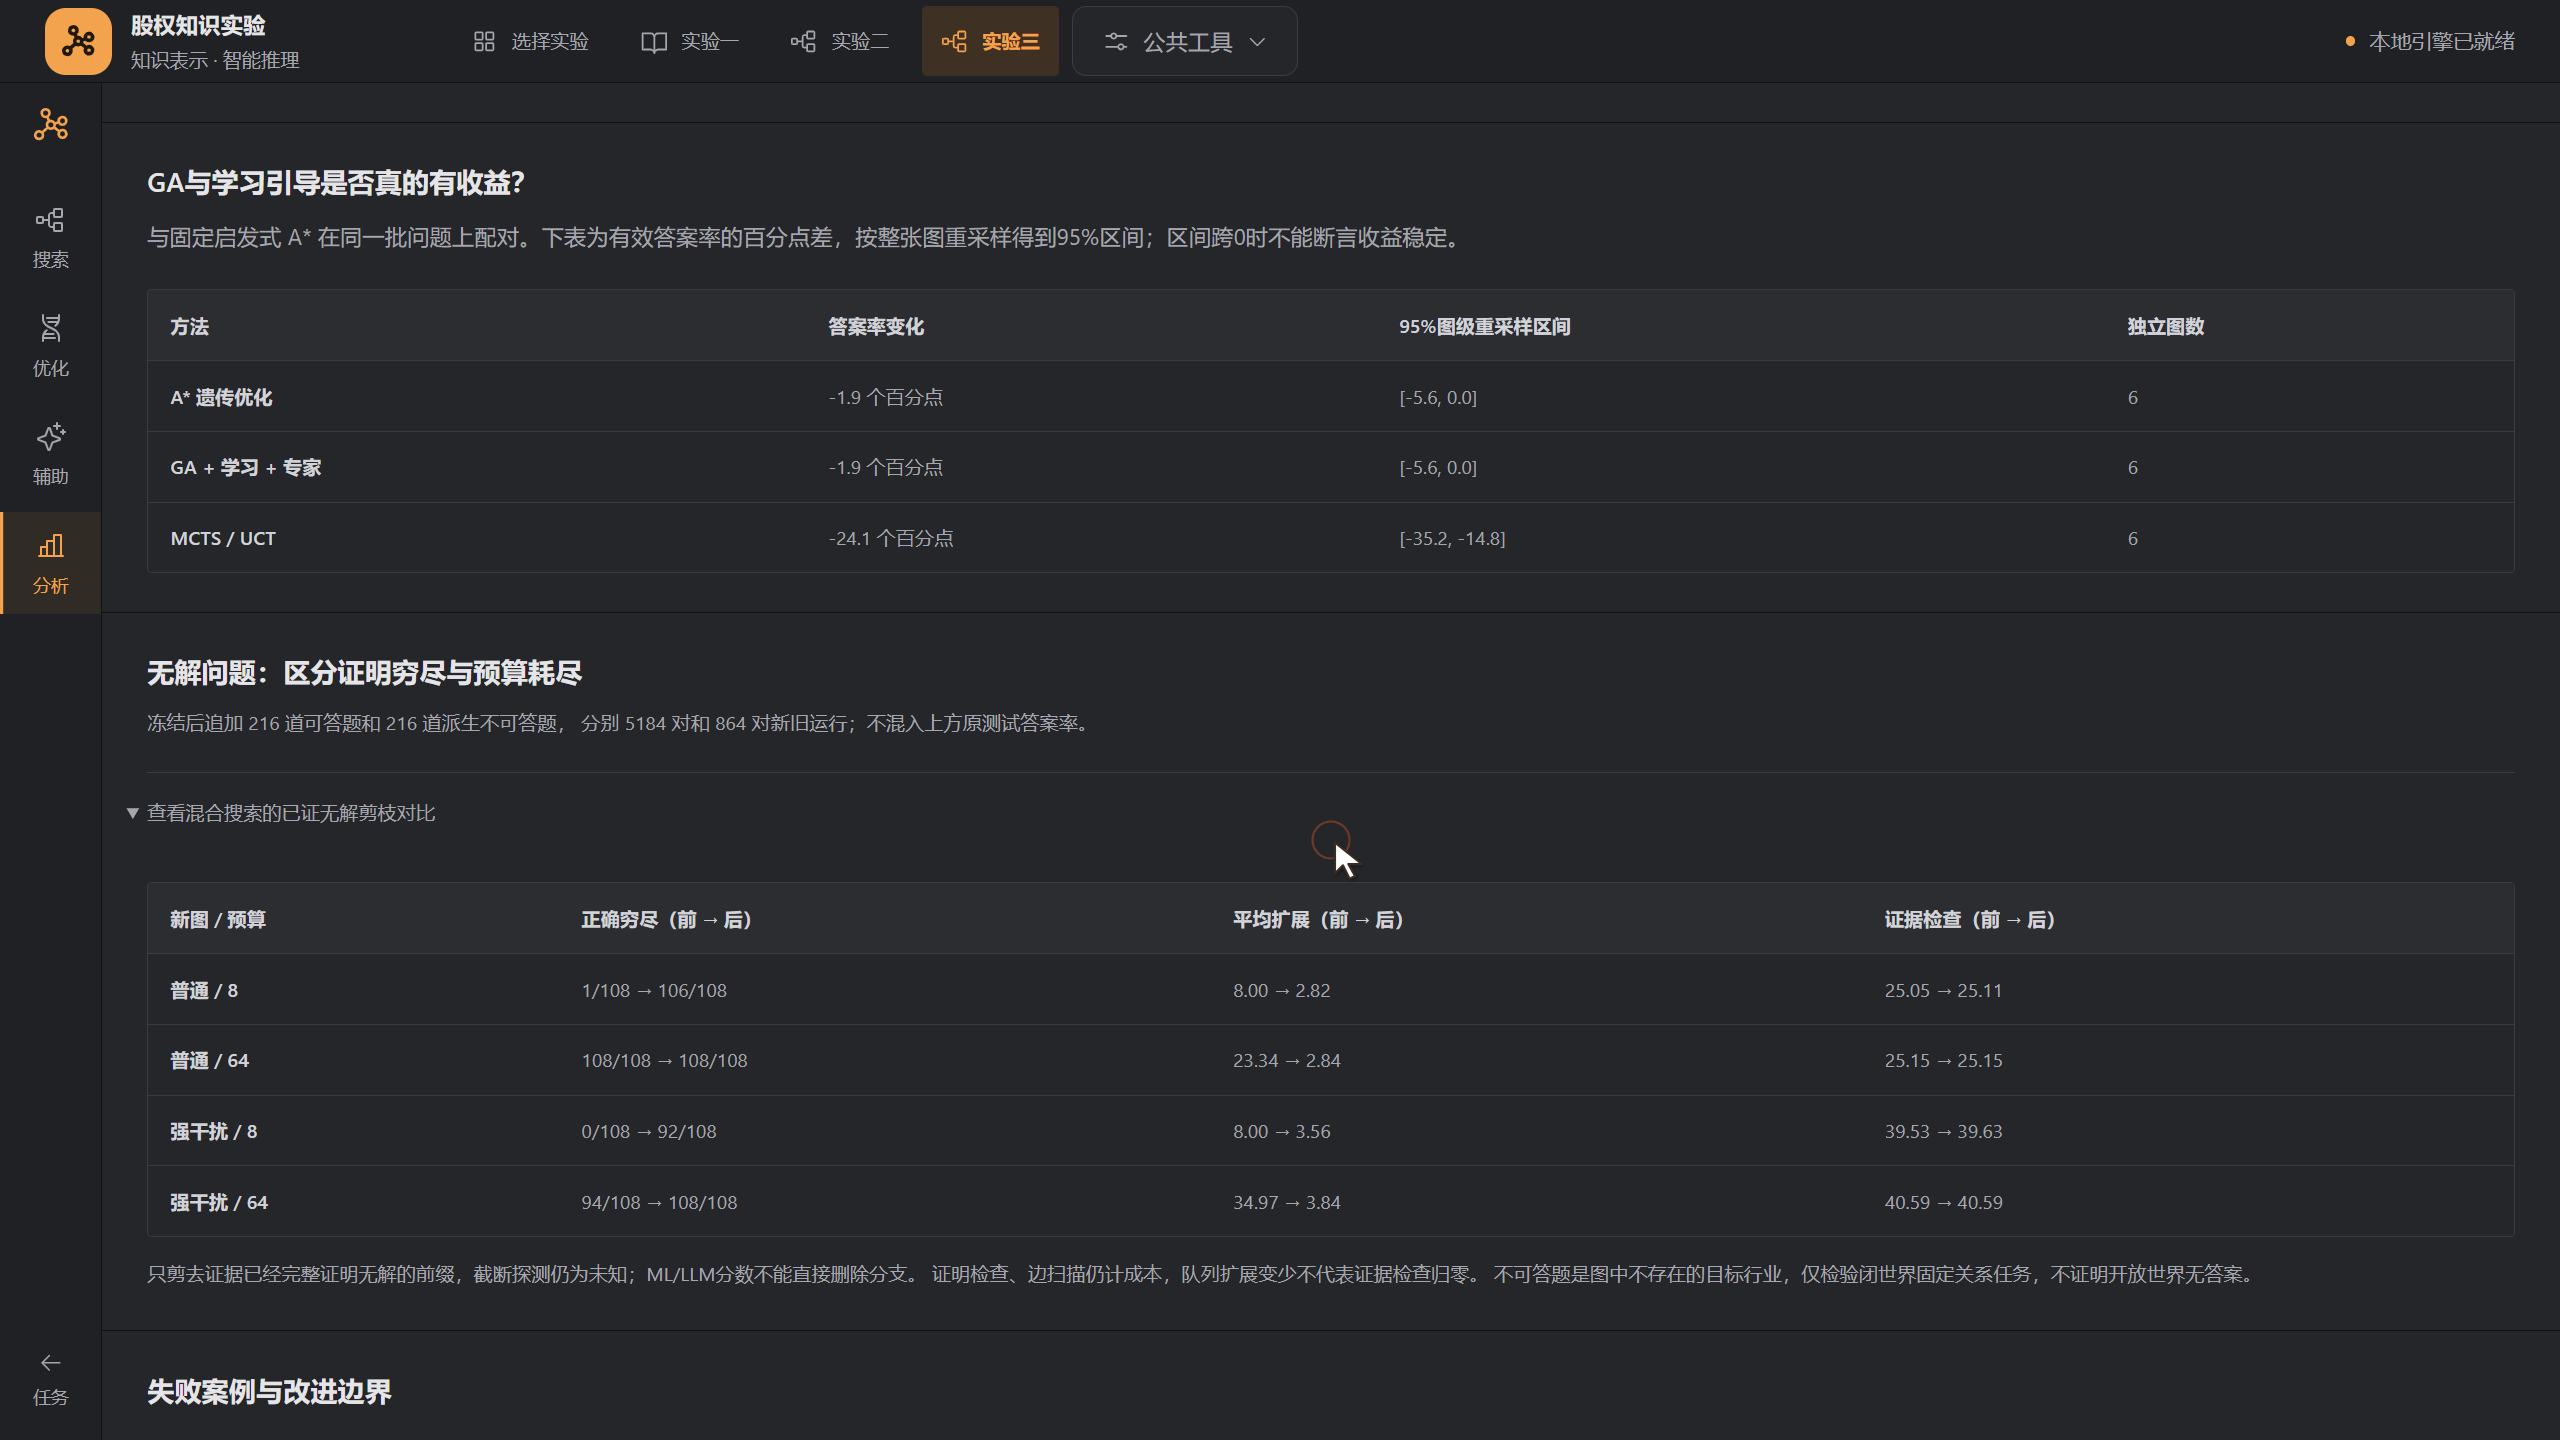 股权知识实验
知识表示 · 智能推理
选择实验
实验一
实验二
实验三
公共工具
本地引擎已就绪
搜索
优化
辅助
分析
任务
GA与学习引导是否真的有收益？
与固定启发式 A* 在同一批问题上配对。下表为有效答案率的百分点差，按整张图重采样得到95%区间；区间跨0时不能断言收益稳定。
方法 答案率变化 95%图级重采样区间 独立图数
A* 遗传优化 -1.9 个百分点 [-5.6, 0.0] 6
GA + 学习 + 专家 -1.9 个百分点 [-5.6, 0.0] 6
MCTS / UCT -24.1 个百分点 [-35.2, -14.8] 6
无解问题：区分证明穷尽与预算耗尽
冻结后追加 216 道可答题和 216 道派生不可答题， 分别 5184 对和 864 对新旧运行；不混入上方原测试答案率。
▼ 查看混合搜索的已证无解剪枝对比
新图 / 预算 正确穷尽（前 → 后） 平均扩展（前 → 后） 证据检查（前 → 后）
普通 / 8 1/108 → 106/108 8.00 → 2.82 25.05 → 25.11
普通 / 64 108/108 → 108/108 23.34 → 2.84 25.15 → 25.15
强干扰 / 8 0/108 → 92/108 8.00 → 3.56 39.53 → 39.63
强干扰 / 64 94/108 → 108/108 34.97 → 3.84 40.59 → 40.59
只剪去证据已经完整证明无解的前缀，截断探测仍为未知；ML/LLM分数不能直接删除分支。 证明检查、边扫描仍计成本，队列扩展变少不代表证据检查归零。 不可答题是图中不存在的目标行业，仅检验闭世界固定关系任务，不证明开放世界无答案。
失败案例与改进边界